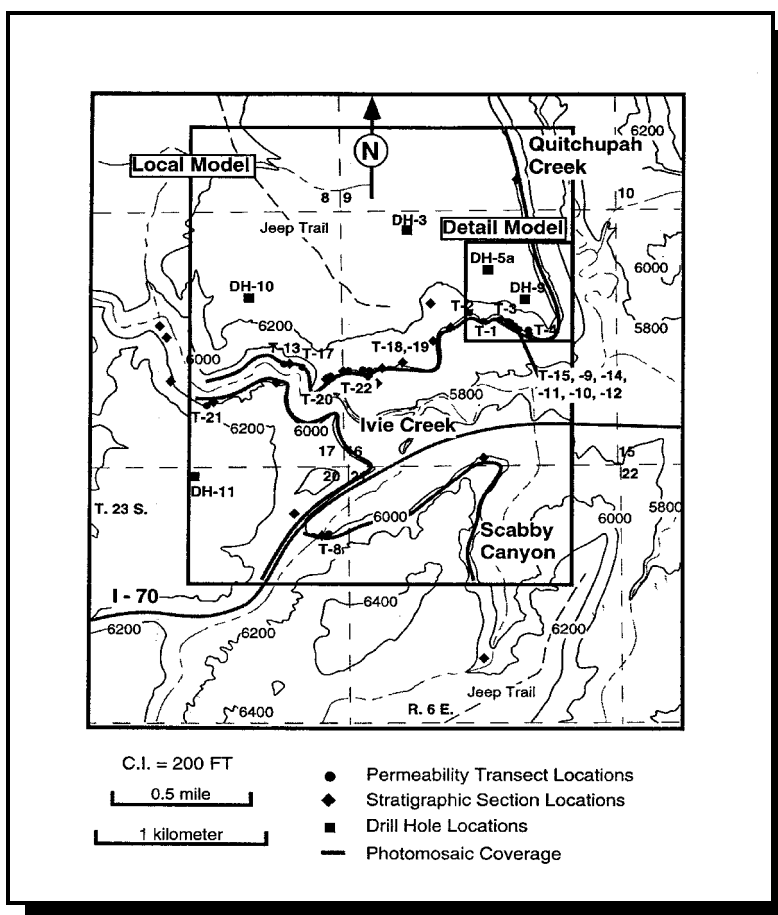 6200
Quitchupah
Creek
N
Local Model
8 9
10
DH-3
Jeep Trail
Detail Model
DH-5a
6000
DH-10
DH-9
T-2 T-3
6200
T-1 T-4
5800
T-18, -19
T-13 T-17
6000
T-22
T-15, -9, -14,
-11, -10, -12
T-20
5800
T-21
6200
6000
Ivie Creek
17 16
15
20 21
22
DH-11
T. 23 S.
6000
6000
5800
T-8
Scabby
Canyon
I - 70
6400
6200
6200
6200
Jeep Trail
6400
R. 6 E.
C.I. = 200 FT
0.5 mile
1 kilometer
Permeability Transect Locations
Stratigraphic Section Locations
Drill Hole Locations
Photomosaic Coverage